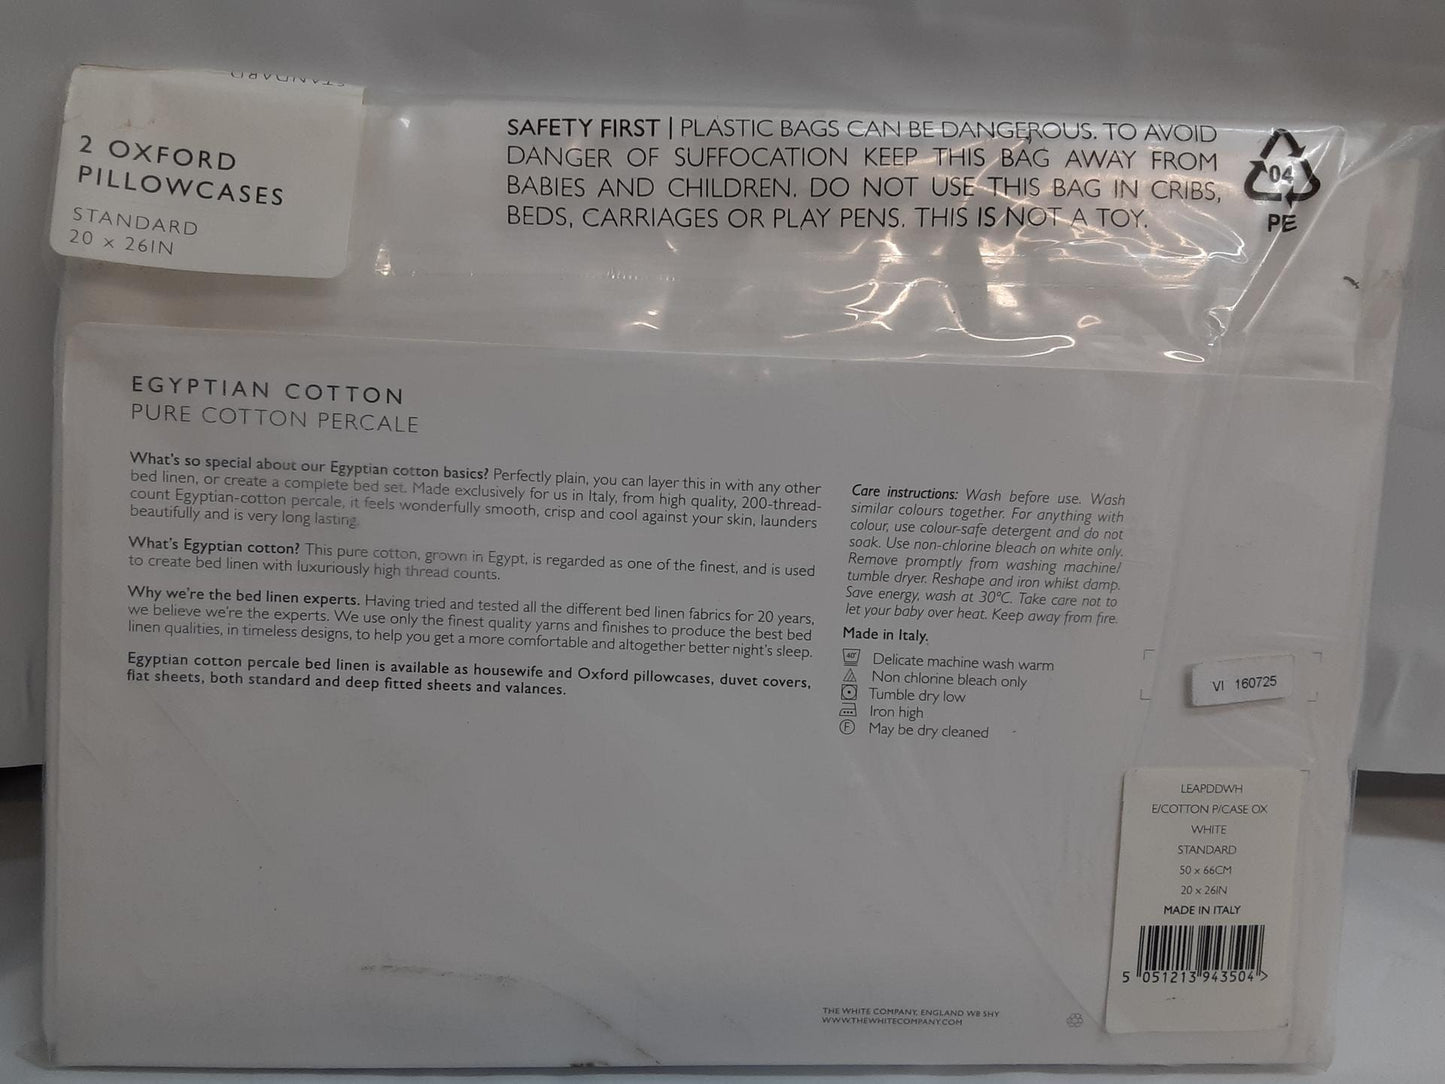 STANDARD
2 OXFORD
PILLOWCASES
STANDARD
20 x 26IN
SAFETY FIRST | PLASTIC BAGS CAN BE DANGEROUS. TO AVOID
DANGER OF SUFFOCATION KEEP THIS BAG AWAY FROM
BABIES AND CHILDREN. DO NOT USE THIS BAG IN CRIBS,
BEDS, CARRIAGES OR PLAY PENS. THIS IS NOT A TOY.
04
PE
EGYPTIAN COTTON
PURE COTTON PERCALE
What's so special about our Egyptian cotton basics? Perfectly plain, you can layer this in with any other
bed linen, or create a complete bed set. Made exclusively for us in Italy, from high quality, 200-thread-
count Egyptian-cotton percale, it feels wonderfully smooth, crisp and cool against your skin, launders
beautifully and is very long lasting.
What's Egyptian cotton? This pure cotton, grown in Egypt, is regarded as one of the finest, and is used
to create bed linen with luxuriously high thread counts.
Why we're the bed linen experts. Having tried and tested all the different bed linen fabrics for 20 years,
we believe we're the experts. We use only the finest quality yarns and finishes to produce the best bed
linen qualities, in timeless designs, to help you get a more comfortable and altogether better night's sleep.
Egyptian cotton percale bed linen is available as housewife and Oxford pillowcases, duvet covers,
flat sheets, both standard and deep fitted sheets and valances.
Care instructions: Wash before use. Wash
similar colours together. For anything with
colour, use colour-safe detergent and do not
soak. Use non-chlorine bleach on white only.
Remove promptly from washing machine/
tumble dryer. Reshape and iron whilst damp.
Save energy, wash at 30°C. Take care not to
let your baby over heat. Keep away from fire.
Made in Italy.
40° Delicate machine wash warm
Non chlorine bleach only
Tumble dry low
Iron high
F May be dry cleaned
VI 160725
LEAPDDWH
E/COTTON P/CASE OX
WHITE
STANDARD
50 x 66CM
20 x 26IN
MADE IN ITALY
5 051213 943504 >
THE WHITE COMPANY, ENGLAND W8 5HY
WWW.THEWHITECOMPANY.COM